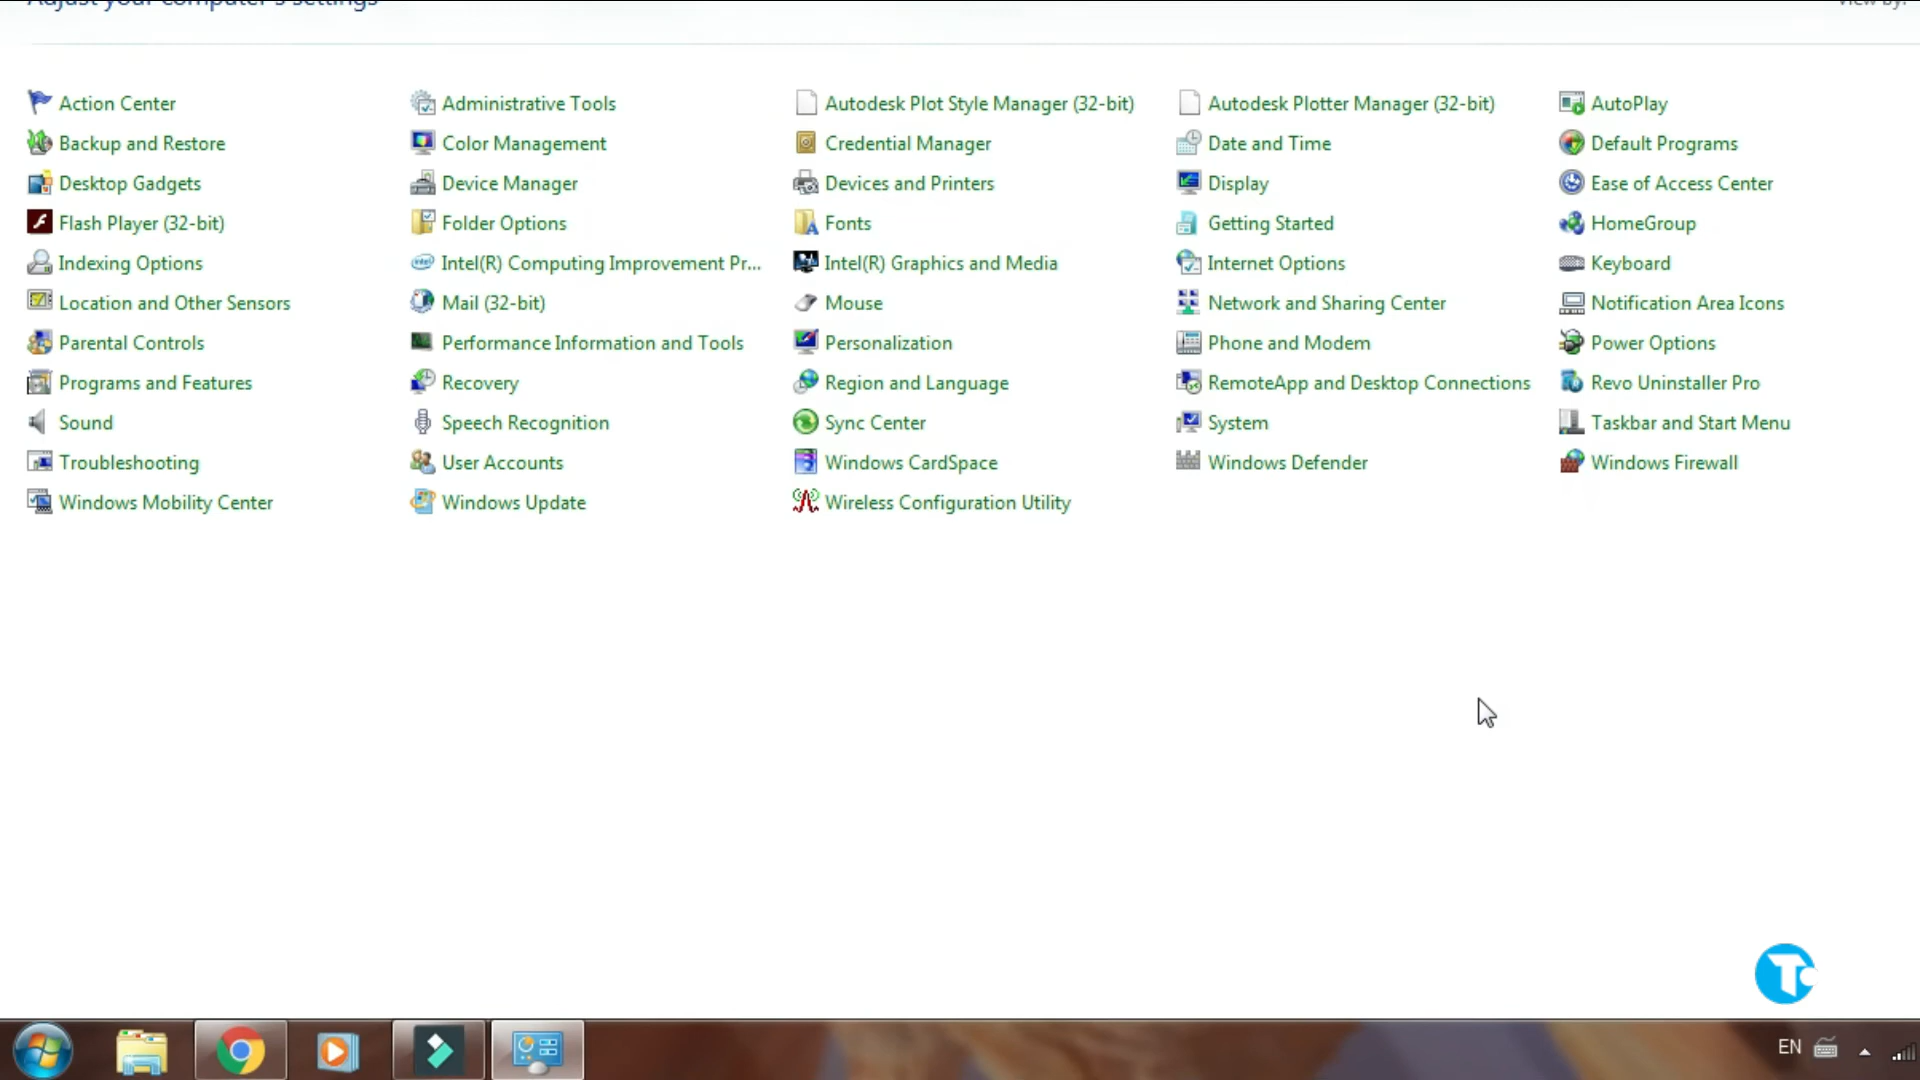 Adjust your computer's settings
View by:
Action Center
Administrative Tools
Autodesk Plot Style Manager (32-bit)
Autodesk Plotter Manager (32-bit)
AutoPlay
Backup and Restore
Color Management
Credential Manager
Date and Time
Default Programs
Desktop Gadgets
Device Manager
Devices and Printers
Display
Ease of Access Center
Flash Player (32-bit)
Folder Options
Fonts
Getting Started
HomeGroup
Indexing Options
Intel(R) Computing Improvement Pr...
Intel(R) Graphics and Media
Internet Options
Keyboard
Location and Other Sensors
Mail (32-bit)
Mouse
Network and Sharing Center
Notification Area Icons
Parental Controls
Performance Information and Tools
Personalization
Phone and Modem
Power Options
Programs and Features
Recovery
Region and Language
RemoteApp and Desktop Connections
Revo Uninstaller Pro
Sound
Speech Recognition
Sync Center
System
Taskbar and Start Menu
Troubleshooting
User Accounts
Windows CardSpace
Windows Defender
Windows Firewall
Windows Mobility Center
Windows Update
Wireless Configuration Utility
EN